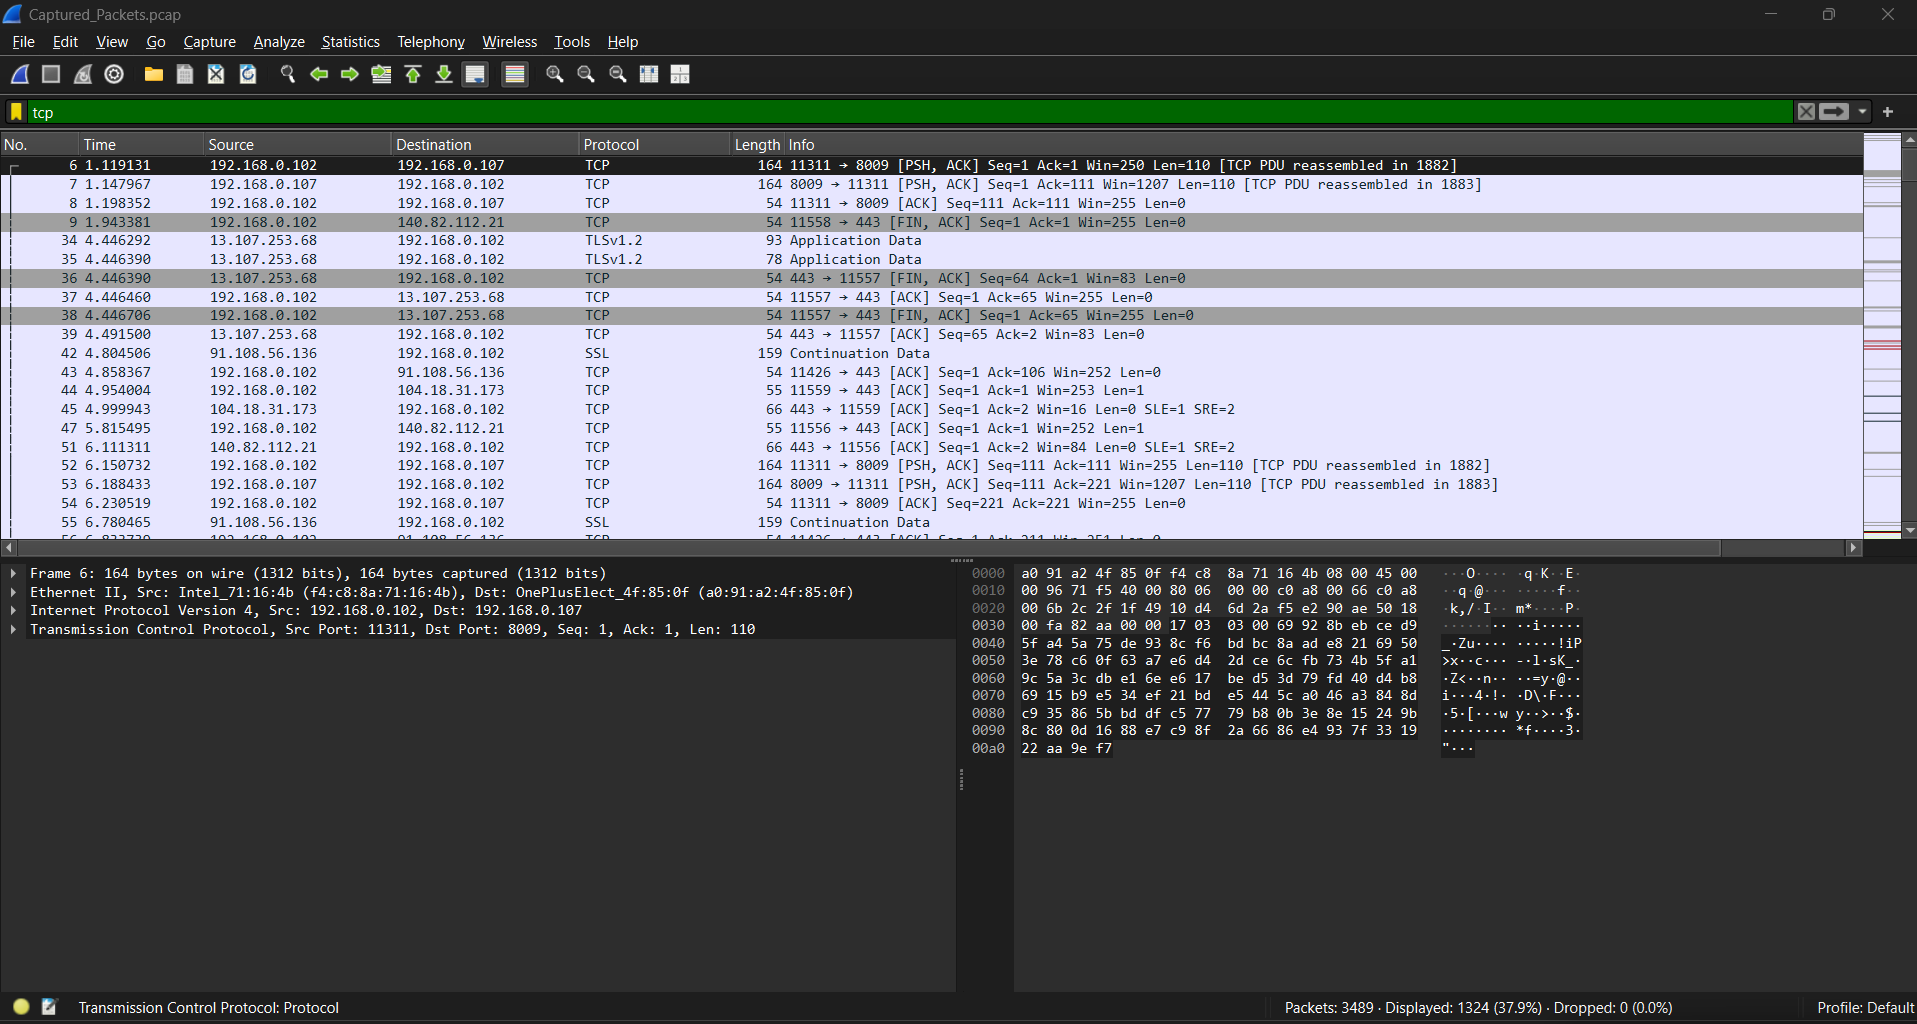 Captured_Packets.pcap
File Edit View Go Capture Analyze Statistics Telephony Wireless Tools Help
tcp
No. Time Source Destination Protocol Length Info
6 1.119131 192.168.0.102 192.168.0.107 TCP 164 11311 → 8009 [PSH, ACK] Seq=1 Ack=1 Win=250 Len=110 [TCP PDU reassembled in 1882]
7 1.147967 192.168.0.107 192.168.0.102 TCP 164 8009 → 11311 [PSH, ACK] Seq=1 Ack=111 Win=1207 Len=110 [TCP PDU reassembled in 1883]
8 1.198352 192.168.0.102 192.168.0.107 TCP 54 11311 → 8009 [ACK] Seq=111 Ack=111 Win=255 Len=0
9 1.943381 192.168.0.102 140.82.112.21 TCP 54 11558 → 443 [FIN, ACK] Seq=1 Ack=1 Win=255 Len=0
34 4.446292 13.107.253.68 192.168.0.102 TLSv1.2 93 Application Data
35 4.446390 13.107.253.68 192.168.0.102 TLSv1.2 78 Application Data
36 4.446390 13.107.253.68 192.168.0.102 TCP 54 443 → 11557 [FIN, ACK] Seq=64 Ack=1 Win=83 Len=0
37 4.446460 192.168.0.102 13.107.253.68 TCP 54 11557 → 443 [ACK] Seq=1 Ack=65 Win=255 Len=0
38 4.446706 192.168.0.102 13.107.253.68 TCP 54 11557 → 443 [FIN, ACK] Seq=1 Ack=65 Win=255 Len=0
39 4.491500 13.107.253.68 192.168.0.102 TCP 54 443 → 11557 [ACK] Seq=65 Ack=2 Win=83 Len=0
42 4.804506 91.108.56.136 192.168.0.102 SSL 159 Continuation Data
43 4.858367 192.168.0.102 91.108.56.136 TCP 54 11426 → 443 [ACK] Seq=1 Ack=106 Win=252 Len=0
44 4.954004 192.168.0.102 104.18.31.173 TCP 55 11559 → 443 [ACK] Seq=1 Ack=1 Win=253 Len=1
45 4.999943 104.18.31.173 192.168.0.102 TCP 66 443 → 11559 [ACK] Seq=1 Ack=2 Win=16 Len=0 SLE=1 SRE=2
47 5.815495 192.168.0.102 140.82.112.21 TCP 55 11556 → 443 [ACK] Seq=1 Ack=1 Win=252 Len=1
51 6.111311 140.82.112.21 192.168.0.102 TCP 66 443 → 11556 [ACK] Seq=1 Ack=2 Win=84 Len=0 SLE=1 SRE=2
52 6.150732 192.168.0.102 192.168.0.107 TCP 164 11311 → 8009 [PSH, ACK] Seq=111 Ack=111 Win=255 Len=110 [TCP PDU reassembled in 1882]
53 6.188433 192.168.0.107 192.168.0.102 TCP 164 8009 → 11311 [PSH, ACK] Seq=111 Ack=221 Win=1207 Len=110 [TCP PDU reassembled in 1883]
54 6.230519 192.168.0.102 192.168.0.107 TCP 54 11311 → 8009 [ACK] Seq=221 Ack=221 Win=255 Len=0
55 6.780465 91.108.56.136 192.168.0.102 SSL 159 Continuation Data
Frame 6: 164 bytes on wire (1312 bits), 164 bytes captured (1312 bits)
Ethernet II, Src: Intel_71:16:4b (f4:c8:8a:71:16:4b), Dst: OnePlusElect_4f:85:0f (a0:91:a2:4f:85:0f)
Internet Protocol Version 4, Src: 192.168.0.102, Dst: 192.168.0.107
Transmission Control Protocol, Src Port: 11311, Dst Port: 8009, Seq: 1, Ack: 1, Len: 110
0000 a0 91 a2 4f 85 0f f4 c8 8a 71 16 4b 08 00 45 00 ···O···· ·q·K··E·
0010 00 96 71 f5 40 00 80 06 00 00 c0 a8 00 66 c0 a8 ··q·@··· ·····f··
0020 00 6b 2c 2f 1f 49 10 d4 6d 2a f5 e2 90 ae 50 18 ·k,/·I·· m*····P·
0030 00 fa 82 aa 00 00 17 03 03 00 69 92 8b eb ce d9 ········ ··i·····
0040 5f a4 5a 75 de 93 8c f6 bd bc 8a ad e8 21 69 50 _·Zu···· ·····!iP
0050 3e 78 c6 0f 63 a7 e6 d4 2d ce 6c fb 73 4b 5f a1 >x··c··· -·l·sK_·
0060 9c 5a 3c db e1 6e e6 17 be d5 3d 79 fd 40 d4 b8 ·Z<··n·· ··=y·@··
0070 69 15 b9 e5 34 ef 21 bd e5 44 5c a0 46 a3 84 8d i···4·!· ·D\·F···
0080 c9 35 86 5b bd df c5 77 79 b8 0b 3e 8e 15 24 9b ·5·[···w y··>··$·
0090 8c 80 0d 16 88 e7 c9 8f 2a 66 86 e4 93 7f 33 19 ········ *f····3·
00a0 22 aa 9e f7 "···
Transmission Control Protocol: Protocol
Packets: 3489 · Displayed: 1324 (37.9%) · Dropped: 0 (0.0%)
Profile: Default